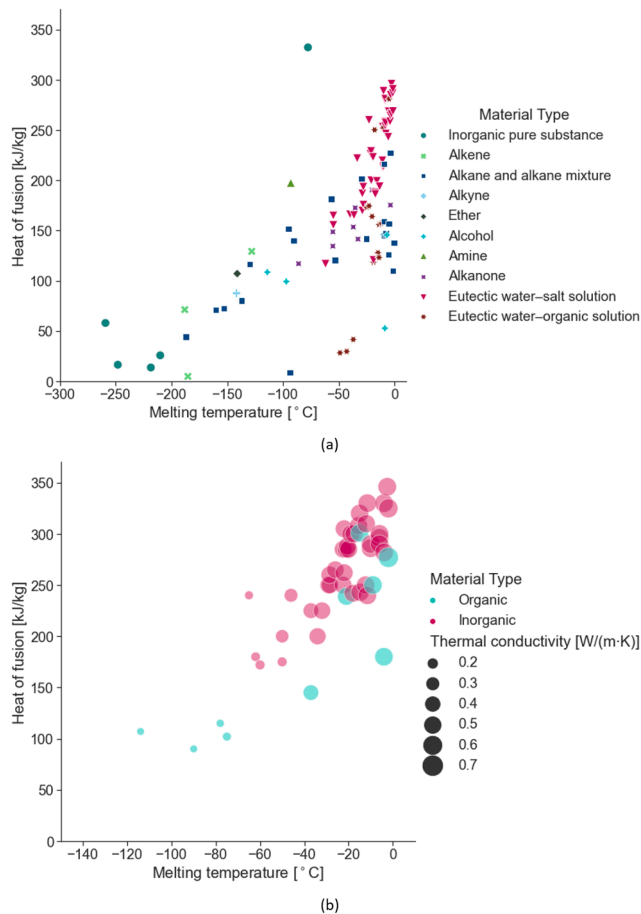 350
300
250
200
150
100
50
0
Heat of fusion [kJ/kg]
−300 −250 −200 −150 −100 −50 0
Melting temperature [°C]
Material Type
Inorganic pure substance
Alkene
Alkane and alkane mixture
Alkyne
Ether
Alcohol
Amine
Alkanone
Eutectic water–salt solution
Eutectic water–organic solution
(a)
350
300
250
200
150
100
50
0
Heat of fusion [kJ/kg]
−140 −120 −100 −80 −60 −40 −20 0
Melting temperature [°C]
Material Type
Organic
Inorganic
Thermal conductivity [W/(m·K)]
0.2
0.3
0.4
0.5
0.6
0.7
(b)